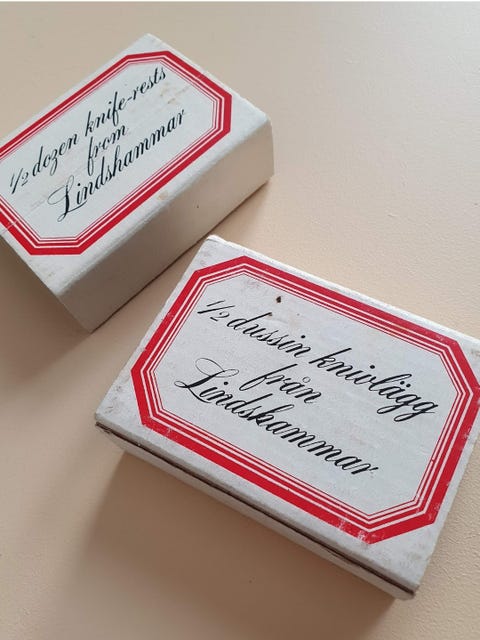 1/2 dozen knife-rests
from
Lindshammar
1/2 dussin knivlägg
från
Lindshammar